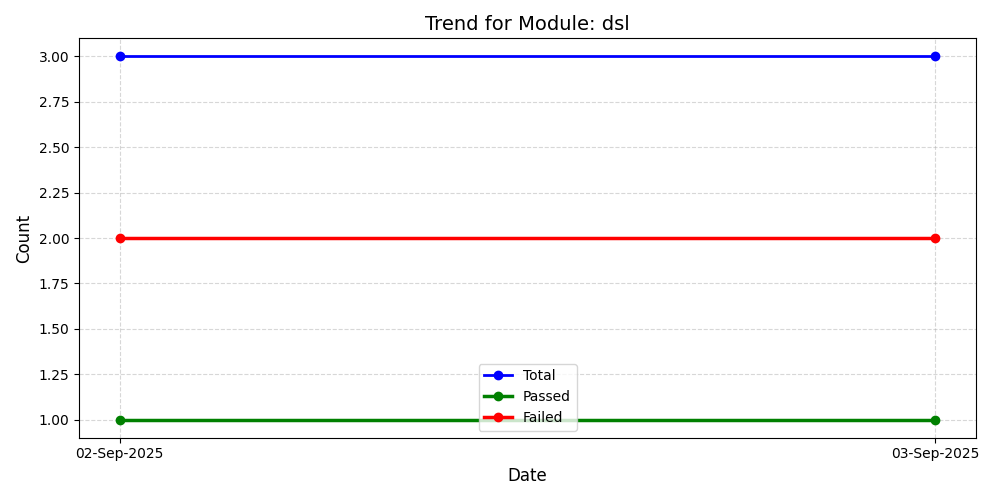 Trend for Module: dsl
Count
3.00
2.75
2.50
2.25
2.00
1.75
1.50
1.25
1.00
Total
Passed
Failed
02-Sep-2025
03-Sep-2025
Date